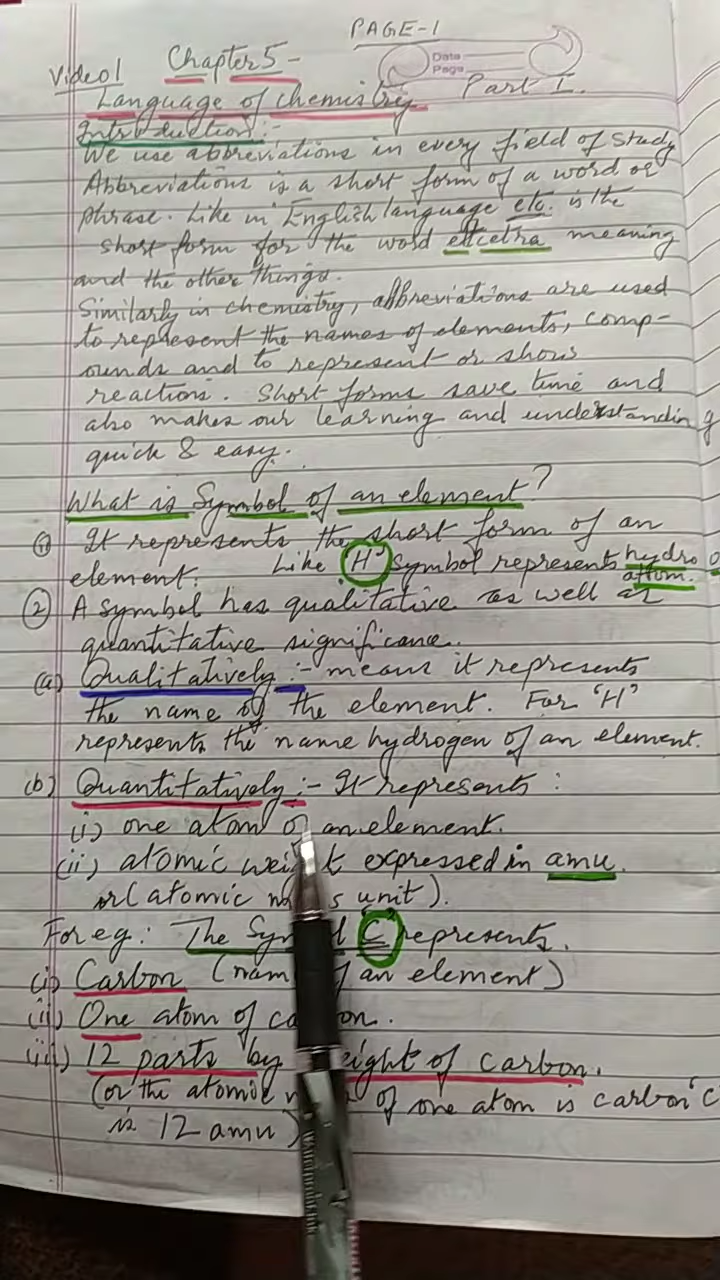 PAGE-1
Video 1 Chapter 5 -
Data
Page
Part I.
Language of chemistry
Introduction:-
We use abbreviations in every field of study
Abbreviations is a short form of a word or
phrase. Like in English language etc. is the
short form for the word etcetra meaning
and the other things.
Similarly in chemistry, abbreviations are used
to represent the names of elements, comp-
ounds and to represent or show
reaction. Short forms save time and
also makes our learning and understanding
quick & easy.
What is Symbol of an element?
① It represents the short form of an
element. Like "H" Symbol represents hydro
atom.
② A symbol has qualitative as well as
quantitative significance.
(a) Qualitatively :- means it represents
the name of the element. For 'H'
represents the name hydrogen of an element.
(b) Quantitatively :- It represents :
(i) one atom of an element.
(ii) atomic weight expressed in amu.
or (atomic s unit).
For eg: The Sy "C" represents.
(i) Carbon (nam of an element)
(ii) One atom of carbon.
(iii) 12 parts by weight of carbon.
(or the atomic of one atom is carbon 'C
is 12 amu)